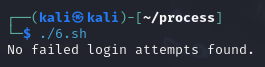 ┌──(kali㉿kali)-[~/process]
└─$ ./6.sh
No failed login attempts found.